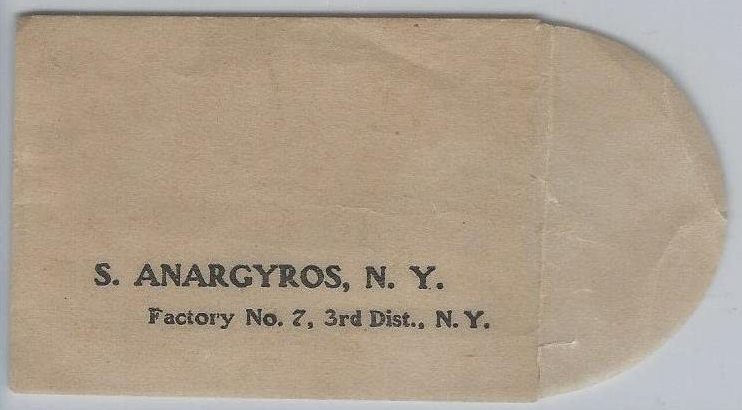 S. ANARGYROS, N. Y.
Factory No. 7, 3rd Dist., N. Y.